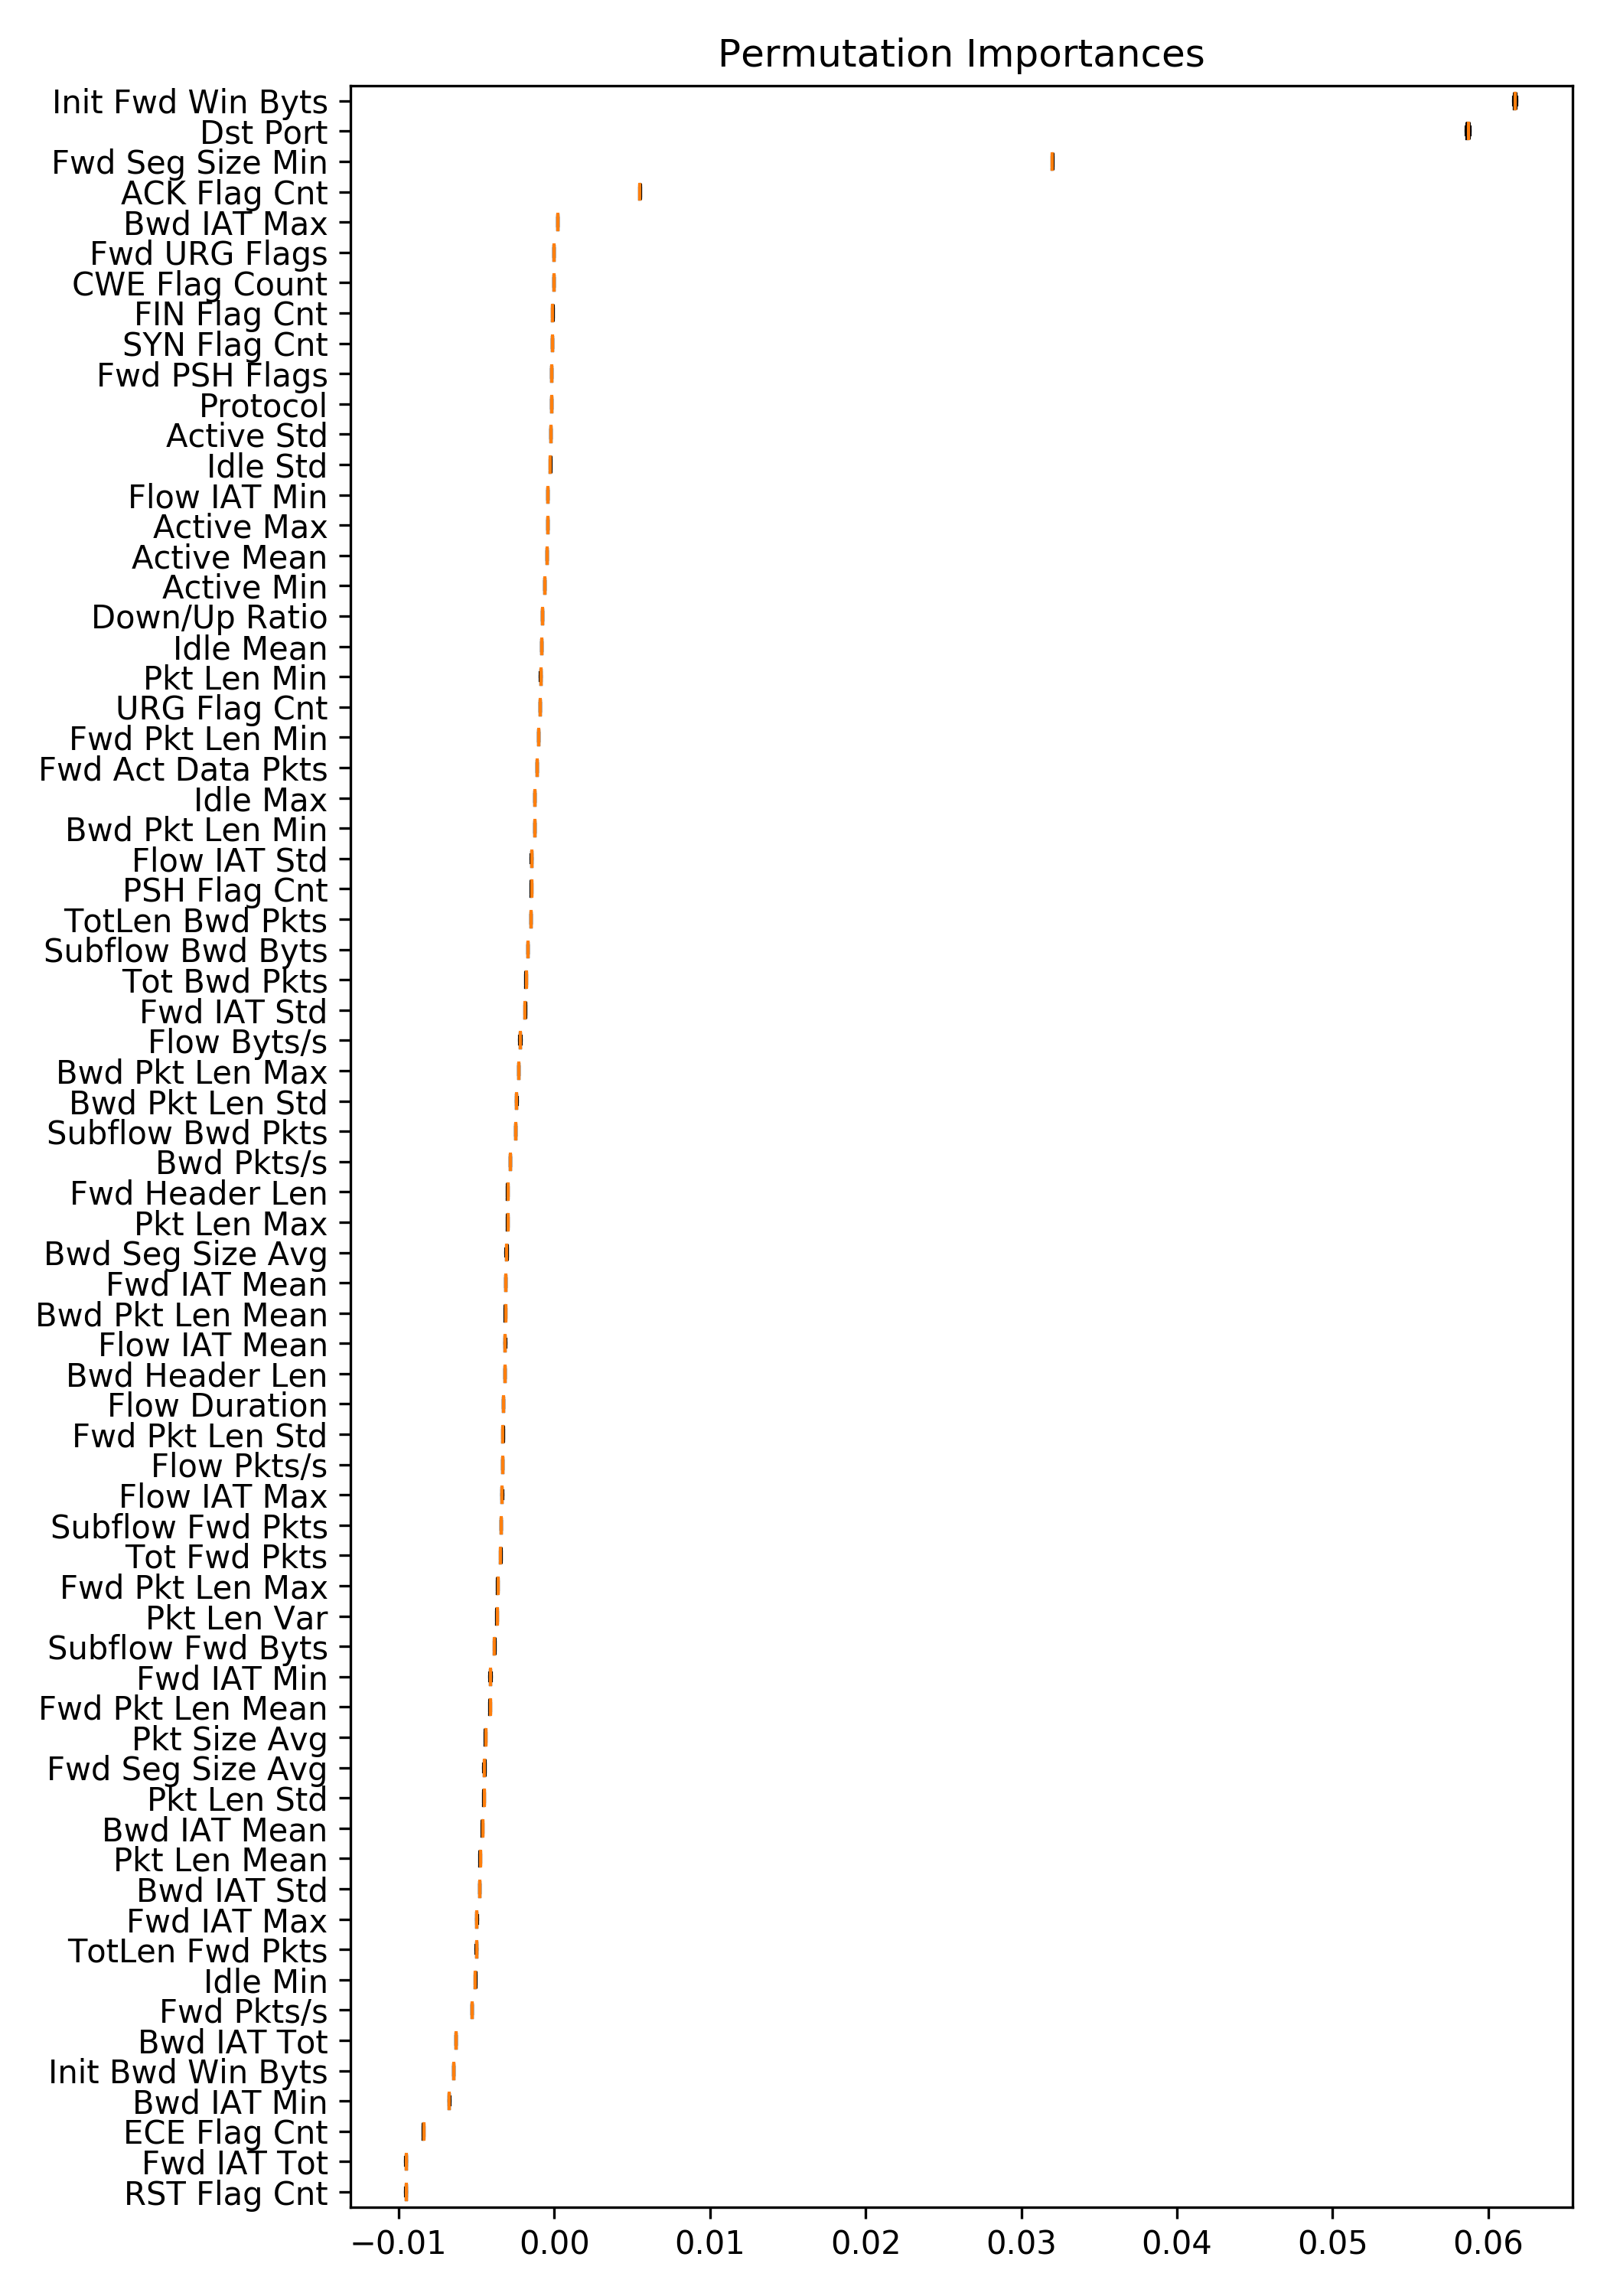 Permutation Importances
Init Fwd Win Byts
Dst Port
Fwd Seg Size Min
ACK Flag Cnt
Bwd IAT Max
Fwd URG Flags
CWE Flag Count
FIN Flag Cnt
SYN Flag Cnt
Fwd PSH Flags
Protocol
Active Std
Idle Std
Flow IAT Min
Active Max
Active Mean
Active Min
Down/Up Ratio
Idle Mean
Pkt Len Min
URG Flag Cnt
Fwd Pkt Len Min
Fwd Act Data Pkts
Idle Max
Bwd Pkt Len Min
Flow IAT Std
PSH Flag Cnt
TotLen Bwd Pkts
Subflow Bwd Byts
Tot Bwd Pkts
Fwd IAT Std
Flow Byts/s
Bwd Pkt Len Max
Bwd Pkt Len Std
Subflow Bwd Pkts
Bwd Pkts/s
Fwd Header Len
Pkt Len Max
Bwd Seg Size Avg
Fwd IAT Mean
Bwd Pkt Len Mean
Flow IAT Mean
Bwd Header Len
Flow Duration
Fwd Pkt Len Std
Flow Pkts/s
Flow IAT Max
Subflow Fwd Pkts
Tot Fwd Pkts
Fwd Pkt Len Max
Pkt Len Var
Subflow Fwd Byts
Fwd IAT Min
Fwd Pkt Len Mean
Pkt Size Avg
Fwd Seg Size Avg
Pkt Len Std
Bwd IAT Mean
Pkt Len Mean
Bwd IAT Std
Fwd IAT Max
TotLen Fwd Pkts
Idle Min
Fwd Pkts/s
Bwd IAT Tot
Init Bwd Win Byts
Bwd IAT Min
ECE Flag Cnt
Fwd IAT Tot
RST Flag Cnt
−0.01 0.00 0.01 0.02 0.03 0.04 0.05 0.06